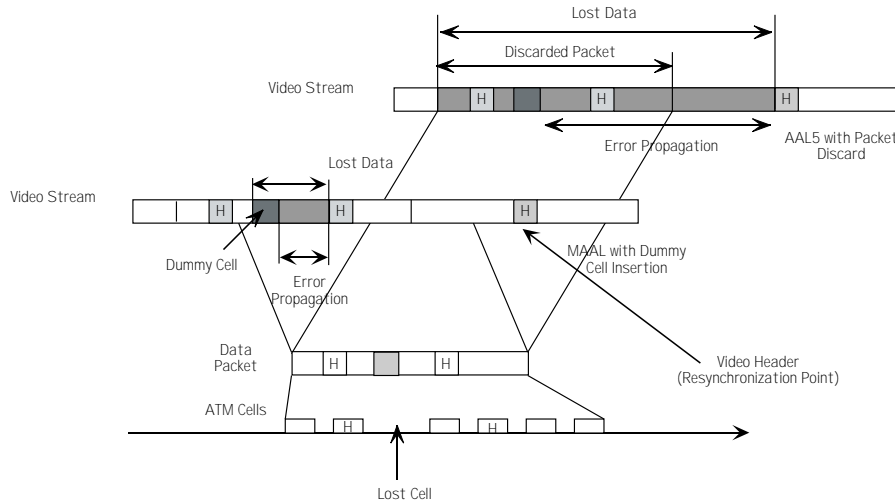 Lost Data
Discarded Packet
Video Stream
H
H
H
Error Propagation
AAL5 with Packet
Discard
Lost Data
Video Stream
H
H
H
Dummy Cell
Error
Propagation
MAAL with Dummy
Cell Insertion
Data
Packet
H
H
Video Header
(Resynchronization Point)
ATM Cells
H
H
Lost Cell